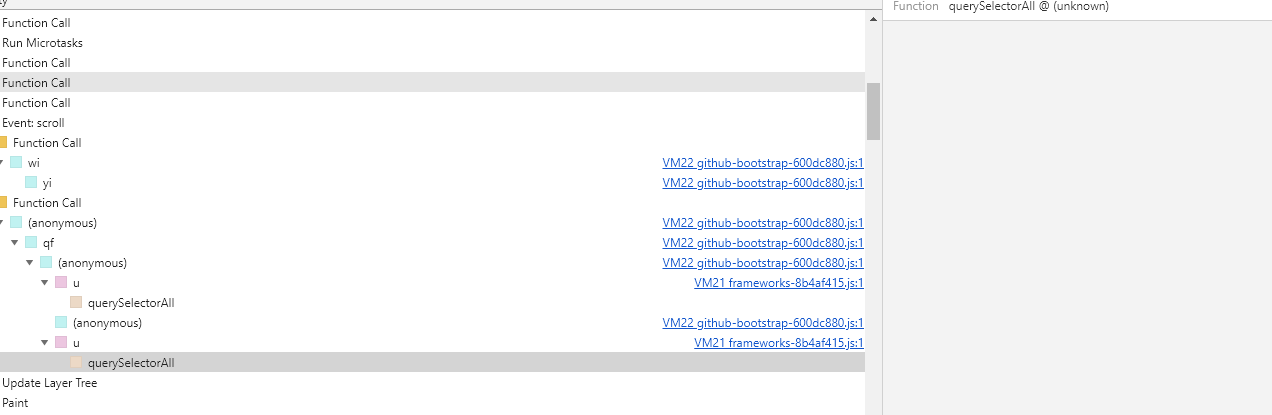 Function Call
Run Microtasks
Function Call
Function Call
Function Call
Event: scroll
Function Call
wi VM22 github-bootstrap-600dc880.js:1
yi VM22 github-bootstrap-600dc880.js:1
Function Call
(anonymous) VM22 github-bootstrap-600dc880.js:1
qf VM22 github-bootstrap-600dc880.js:1
(anonymous) VM22 github-bootstrap-600dc880.js:1
u VM21 frameworks-8b4af415.js:1
querySelectorAll
(anonymous) VM22 github-bootstrap-600dc880.js:1
u VM21 frameworks-8b4af415.js:1
querySelectorAll
Update Layer Tree
Paint
Function querySelectorAll @ (unknown)